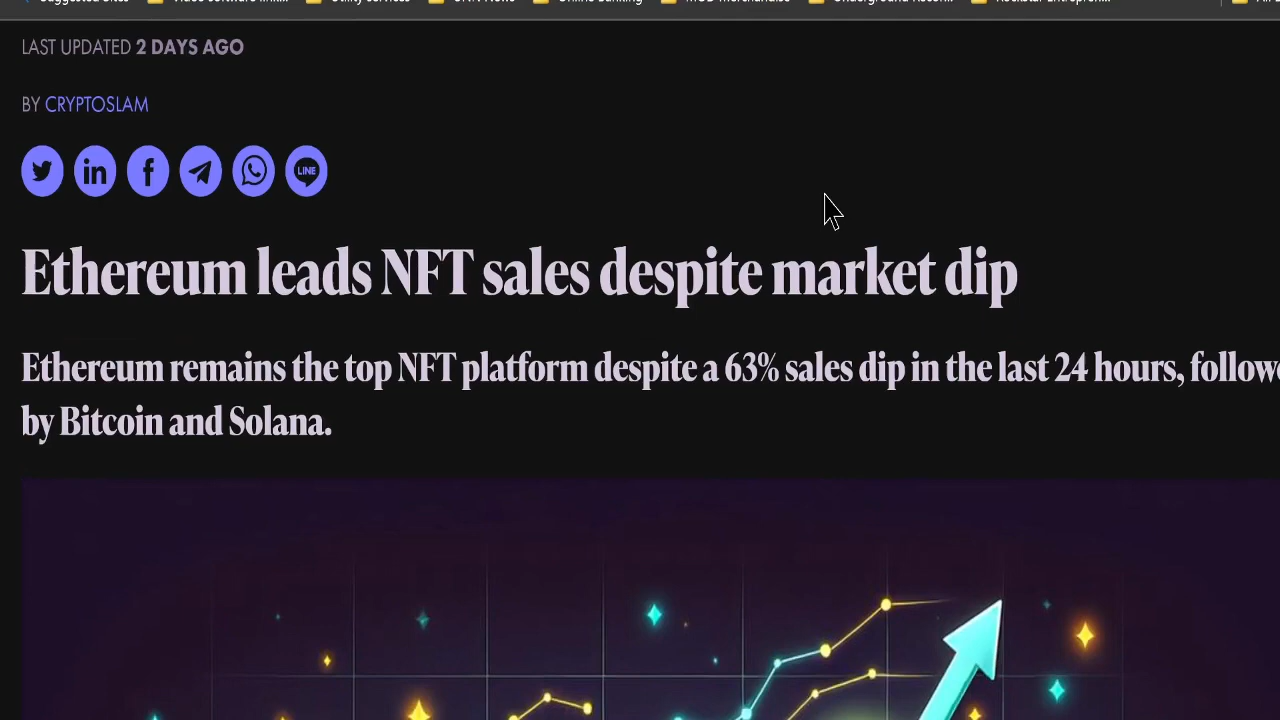 LAST UPDATED 2 DAYS AGO
BY CRYPTOSLAM
LINE
Ethereum leads NFT sales despite market dip
Ethereum remains the top NFT platform despite a 63% sales dip in the last 24 hours,
by Bitcoin and Solana.